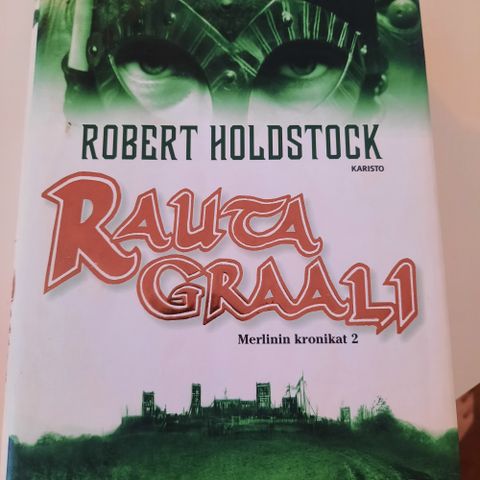 ROBERT HOLDSTOCK
KARISTO
RAUTA
GRAALI
Merlinin kronikat 2